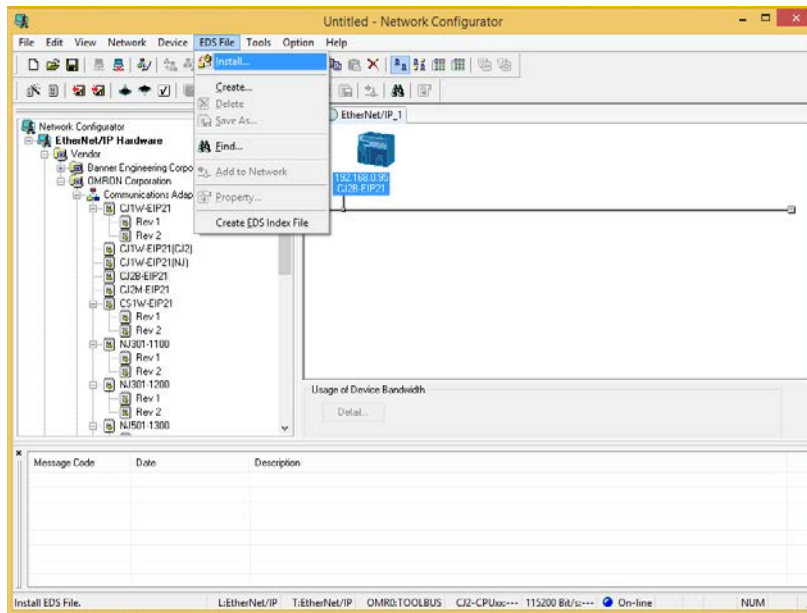 Untitled - Network Configurator
File Edit View Network Device EDS File Tools Option Help
Install...
Create...
Delete
Save As...
Find...
Add to Network
Property...
Create EDS Index File
Network Configurator
EtherNet/IP Hardware
Vendor
Banner Engineering Corpo
OMRON Corporation
Communications Adap
CJ1W-EIP21
Rev 1
Rev 2
CJ1W-EIP21(CJ2)
CJ1W-EIP21(NJ)
CJ2B-EIP21
CJ2M-EIP21
CS1W-EIP21
Rev 1
Rev 2
NJ301-1100
Rev 1
Rev 2
NJ301-1200
Rev 1
Rev 2
NJ501-1300
EtherNet/IP_1
192.168.0.95
CJ2B-EIP21
Usage of Device Bandwidth
Detail...
Message Code Date Description
Install EDS File. L:EtherNet/IP T:EtherNet/IP OMR0:TOOLBUS CJ2-CPUxx:--- 115200 Bit/s:--- On-line NUM